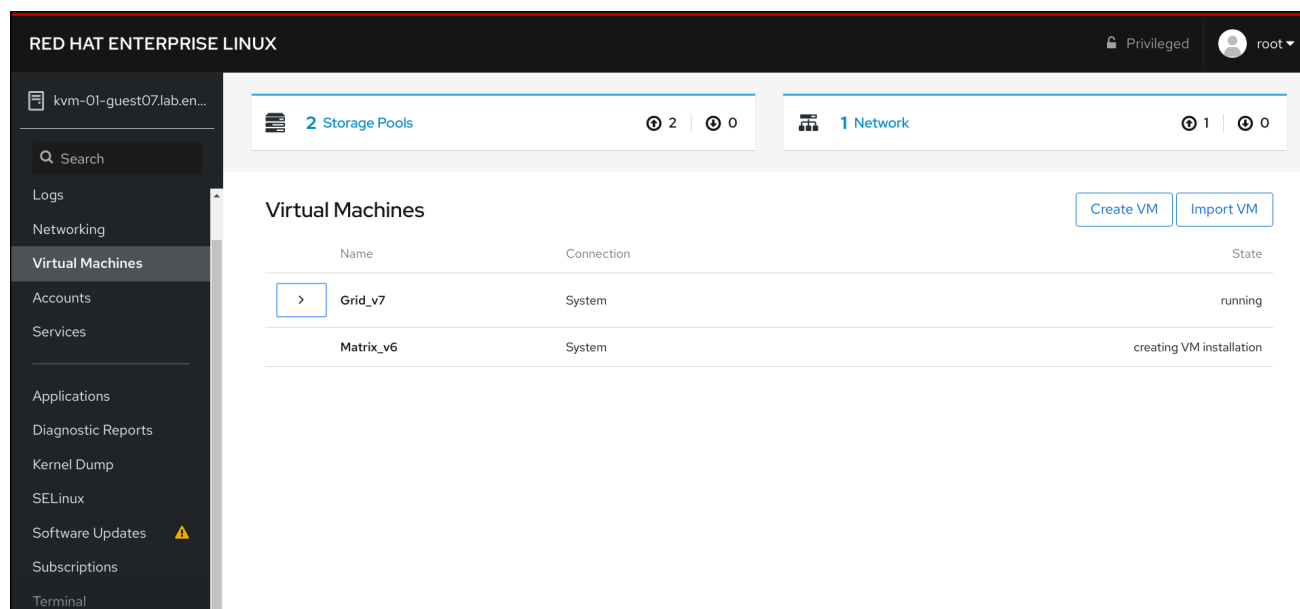 RED HAT ENTERPRISE LINUX
Privileged
root
kvm-01-guest07.lab.en...
Search
Logs
Networking
Virtual Machines
Accounts
Services
Applications
Diagnostic Reports
Kernel Dump
SELinux
Software Updates
Subscriptions
Terminal
2 Storage Pools 2 0
1 Network 1 0
Virtual Machines
Create VM
Import VM
Name Connection State
Grid_v7 System running
Matrix_v6 System creating VM installation